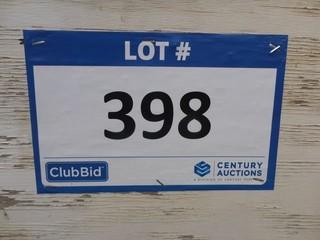 LOT #
398
ClubBid
CENTURY
AUCTIONS